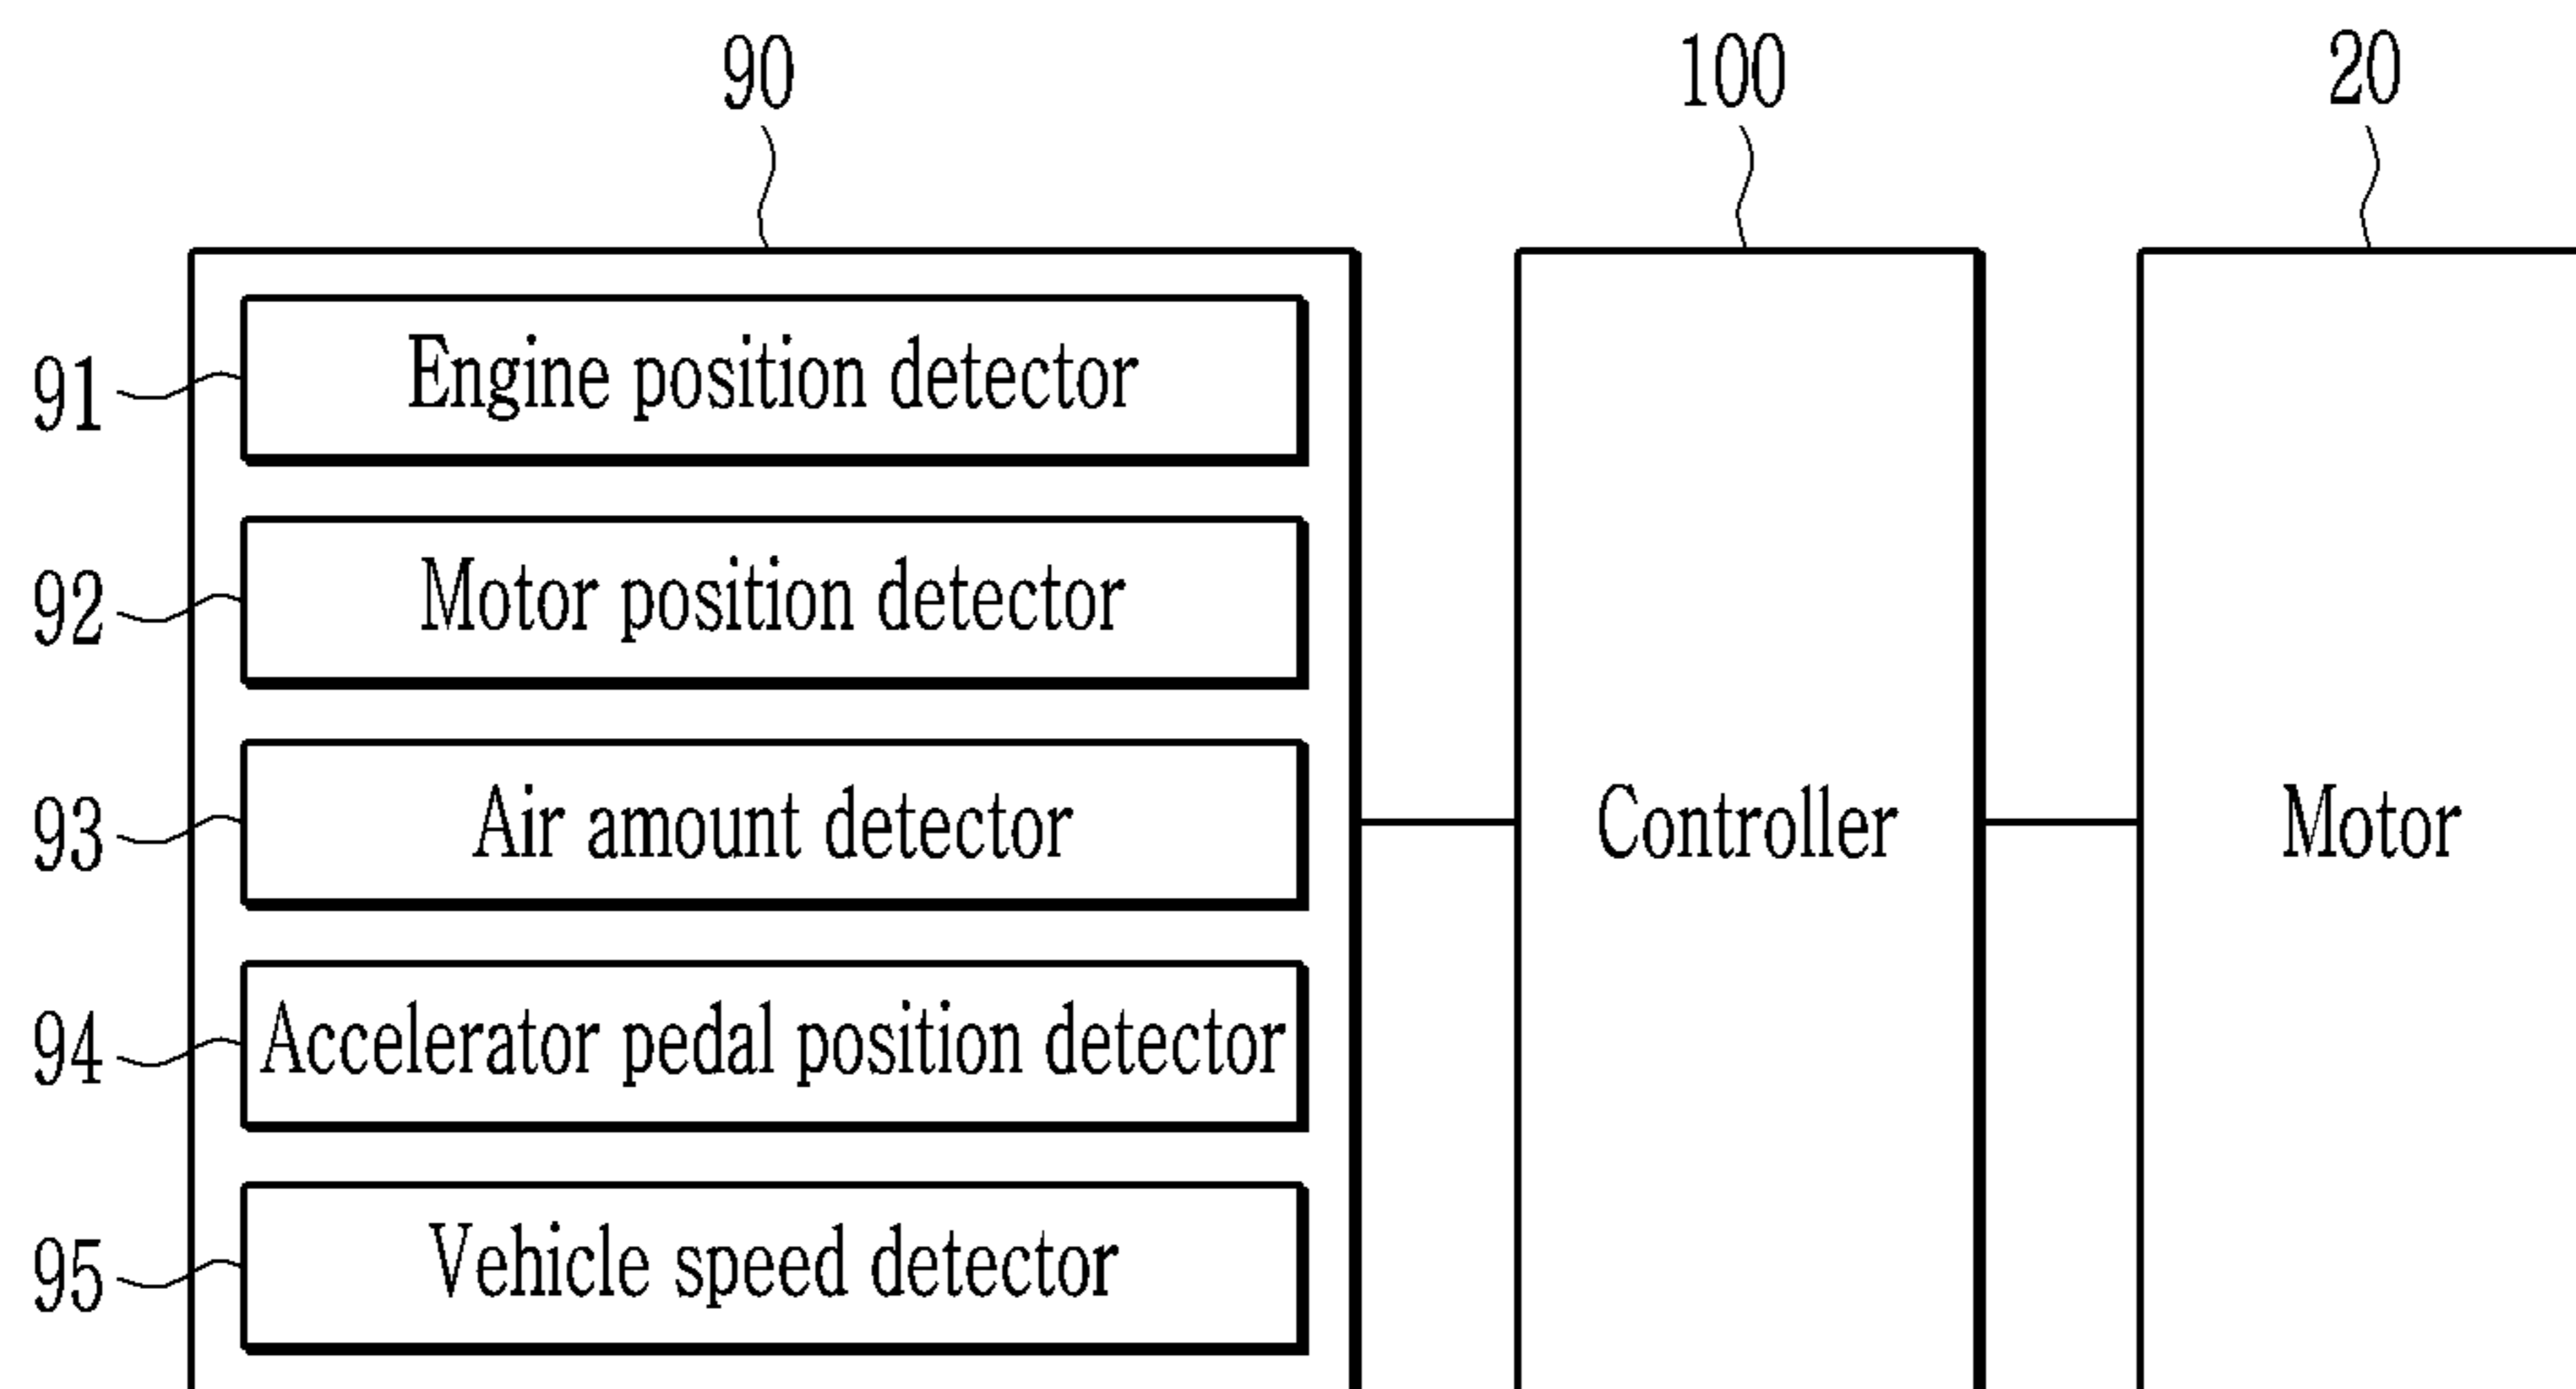 90
100
20
91
Engine position detector
92
Motor position detector
93
Air amount detector
Controller
Motor
94
Accelerator pedal position detector
95
Vehicle speed detector